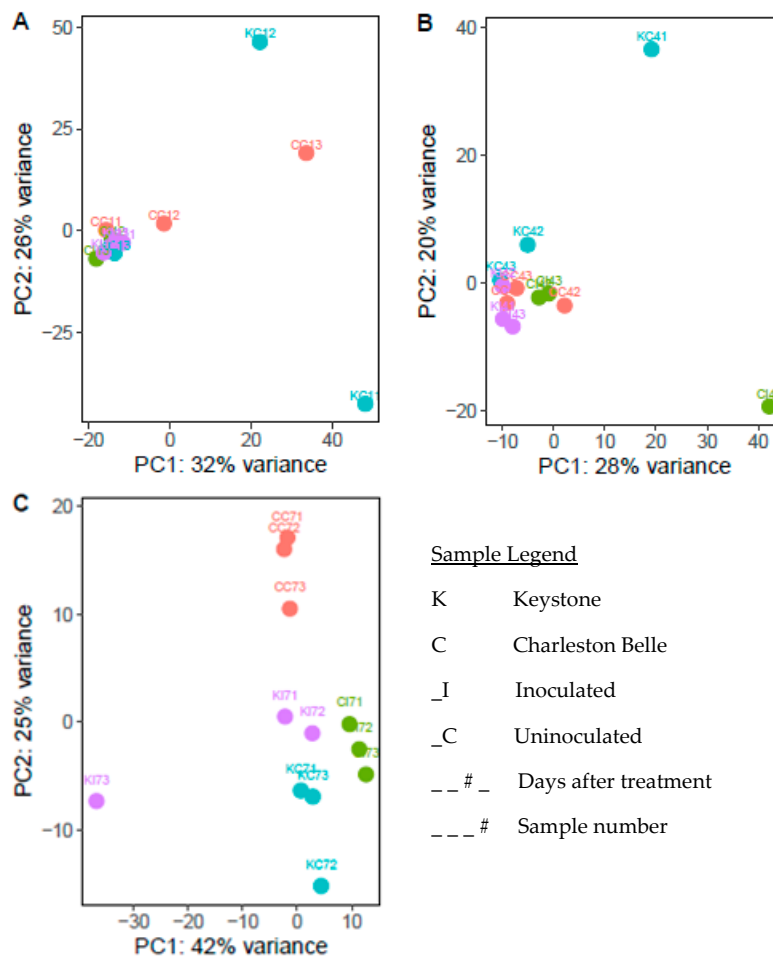 A
50
25
0
−25
PC2: 26% variance
KC12
CC13
CC11
CC12
KC11
−20
0
20
40
PC1: 32% variance
B
40
20
0
−20
PC2: 20% variance
KC41
KC42
KC43
CC42
−10
0
10
20
30
40
PC1: 28% variance
C
20
10
0
−10
PC2: 25% variance
CC71
CC72
CC73
KI71
KI72
CI71
KI73
KC71
KC73
KC72
−30
−20
−10
0
10
PC1: 42% variance
Sample Legend
K Keystone
C Charleston Belle
_I Inoculated
_C Uninoculated
_ _ # _ Days after treatment
_ _ _ # Sample number